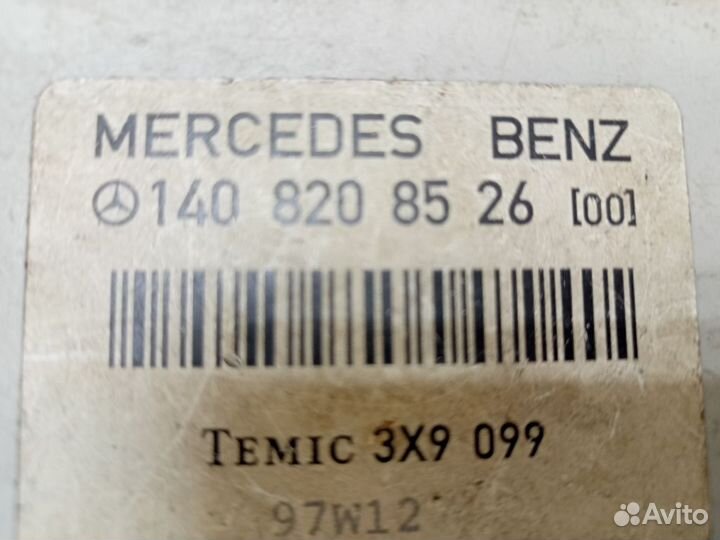 MERCEDES BENZ
140 820 85 26 [00]
TEMIC 3X9 099
97W12
Avito